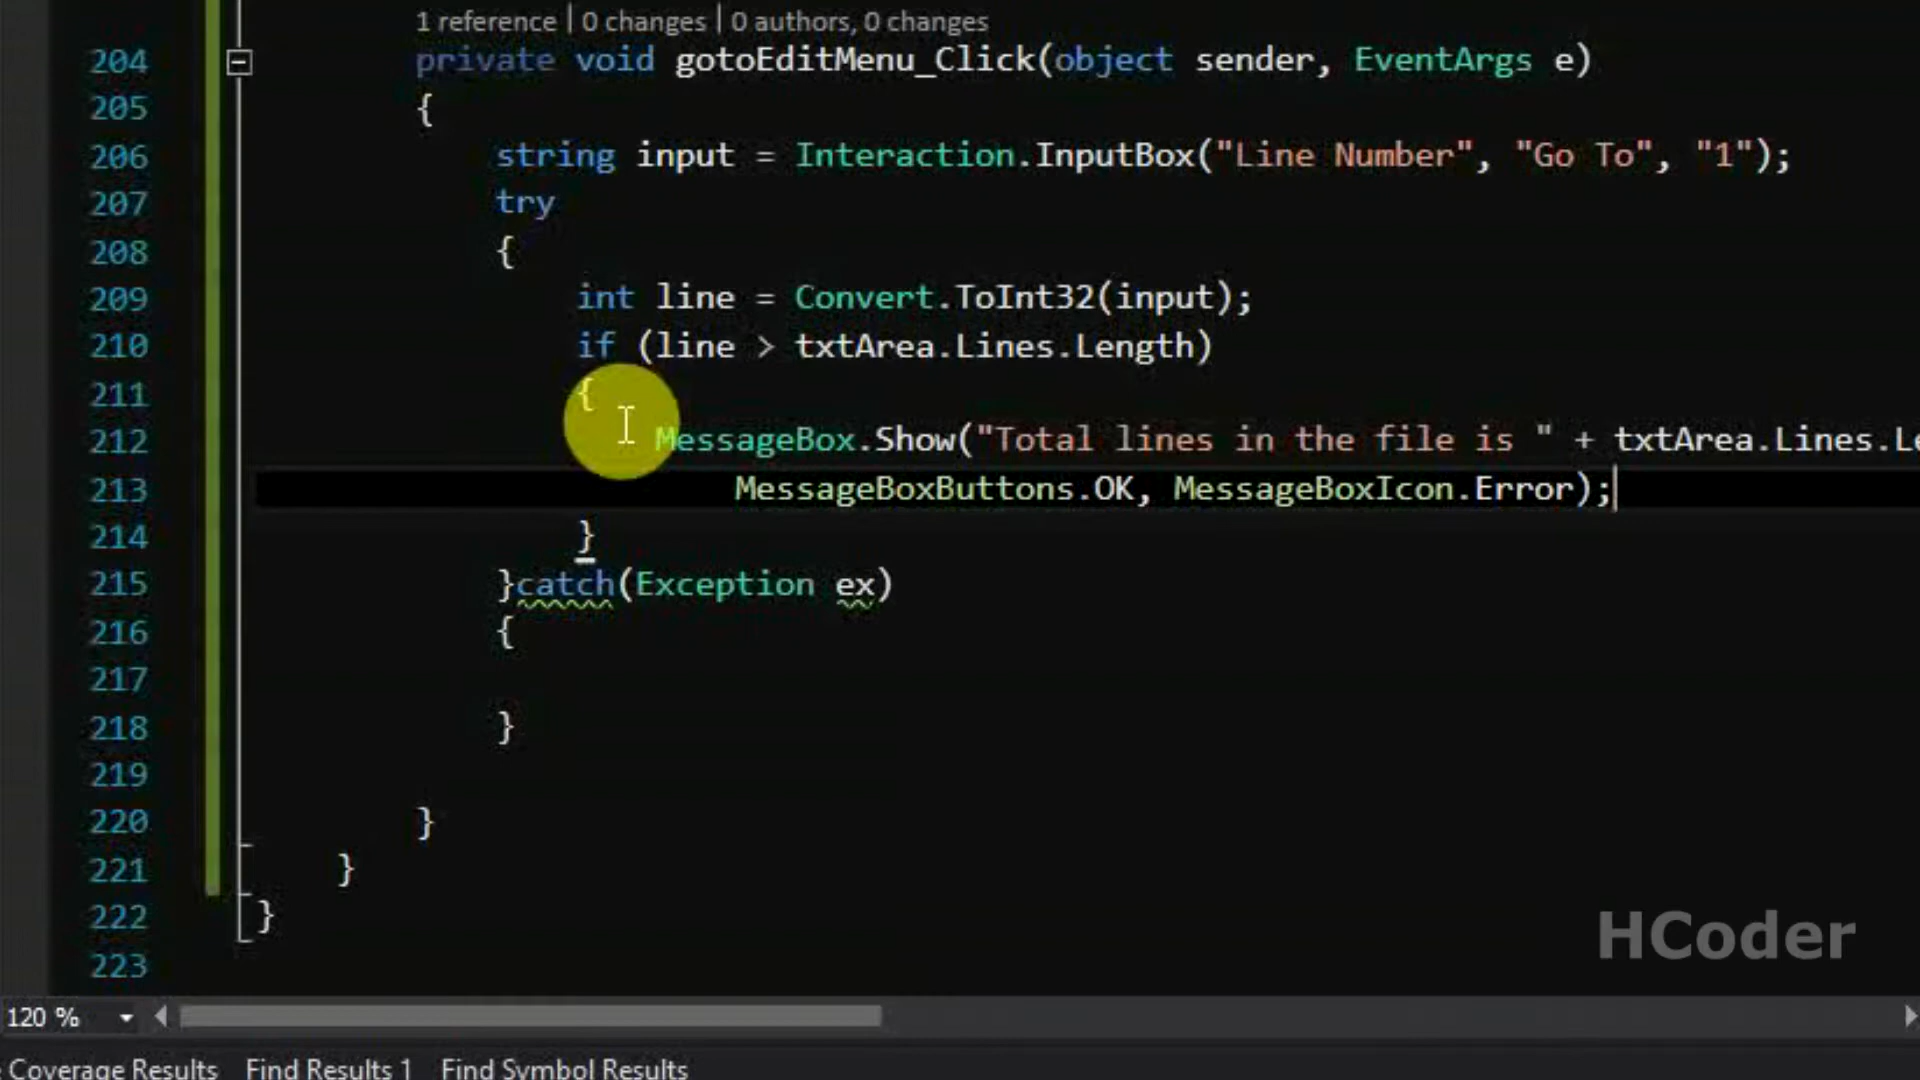 1 reference | 0 changes | 0 authors, 0 changes
204 private void gotoEditMenu_Click(object sender, EventArgs e)
205 {
206 string input = Interaction.InputBox("Line Number", "Go To", "1");
207 try
208 {
209 int line = Convert.ToInt32(input);
210 if (line > txtArea.Lines.Length)
211 {
212 MessageBox.Show("Total lines in the file is " + txtArea.Lines.Le
213 MessageBoxButtons.OK, MessageBoxIcon.Error);
214 }
215 }catch(Exception ex)
216 {
217
218 }
219
220 }
221 }
222 }
HCoder
223
120 %
Coverage Results Find Results 1 Find Symbol Results